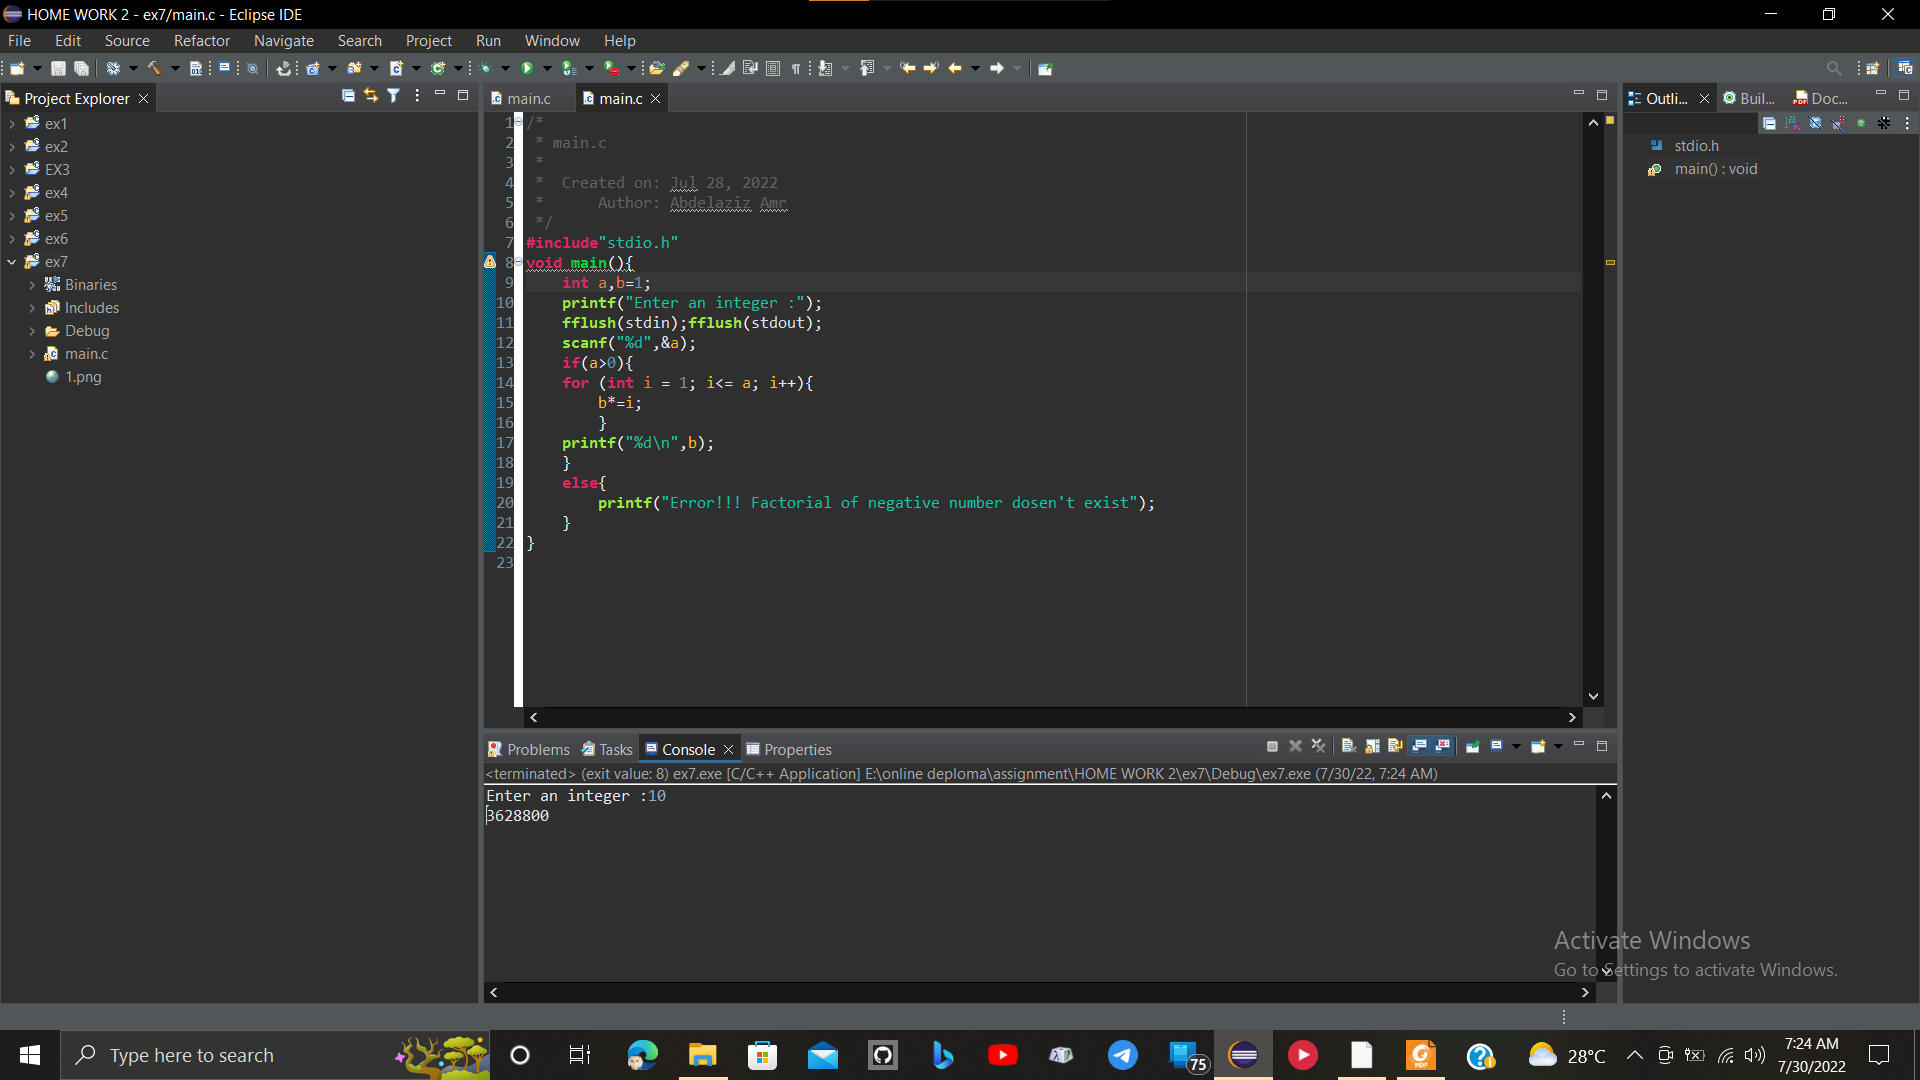 HOME WORK 2 - ex7/main.c - Eclipse IDE
File Edit Source Refactor Navigate Search Project Run Window Help
Project Explorer
ex1
ex2
EX3
ex4
ex5
ex6
ex7
Binaries
Includes
Debug
main.c
1.png
main.c main.c
1 /*
2 * main.c
3 *
4 * Created on: Jul 28, 2022
5 * Author: Abdelaziz Amr
6 */
7 #include"stdio.h"
8 void main(){
9 int a,b=1;
10 printf("Enter an integer :");
11 fflush(stdin);fflush(stdout);
12 scanf("%d",&a);
13 if(a>0){
14 for (int i = 1; i<= a; i++){
15 b*=i;
16 }
17 printf("%d\n",b);
18 }
19 else{
20 printf("Error!!! Factorial of negative number dosen't exist");
21 }
22 }
23
Outli... Buil... Doc...
stdio.h
main() : void
Problems Tasks Console Properties
<terminated> (exit value: 8) ex7.exe [C/C++ Application] E:\online deploma\assignment\HOME WORK 2\ex7\Debug\ex7.exe (7/30/22, 7:24 AM)
Enter an integer :10
3628800
Activate Windows
Go to Settings to activate Windows.
Type here to search
75
28°C
7:24 AM
7/30/2022